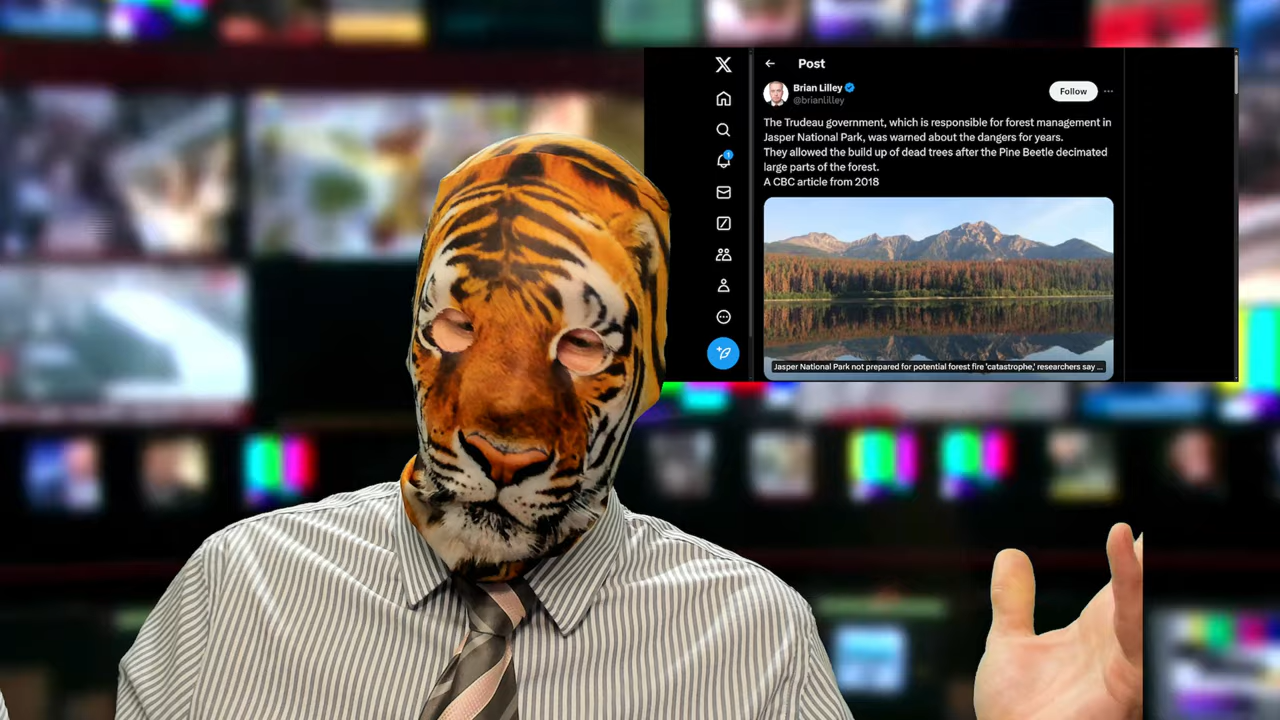 Post
Brian Lilley
@brianlilley
Follow
The Trudeau government, which is responsible for forest management in
Jasper National Park, was warned about the dangers for years.
They allowed the build up of dead trees after the Pine Beetle decimated
large parts of the forest.
A CBC article from 2018
Jasper National Park not prepared for potential forest fire 'catastrophe,' researchers say ...